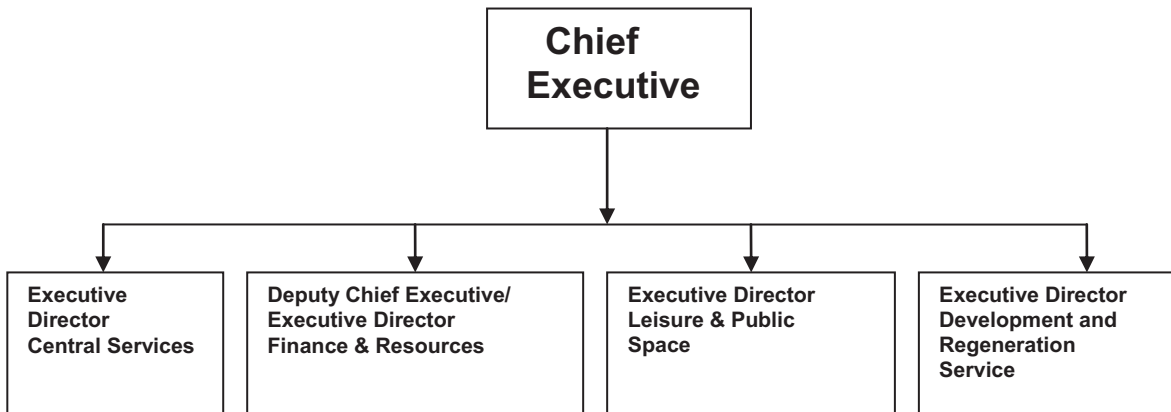 Chief
Executive
Executive
Director
Central Services
Deputy Chief Executive/
Executive Director
Finance & Resources
Executive Director
Leisure & Public
Space
Executive Director
Development and
Regeneration
Service